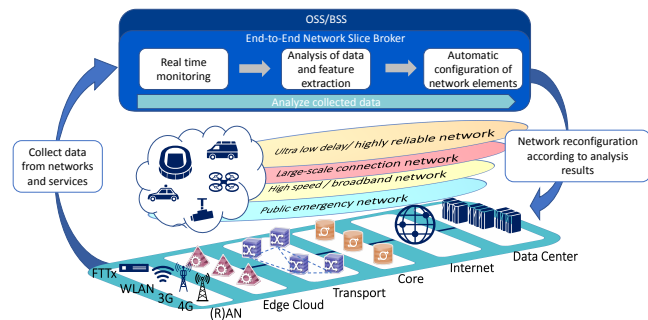 OSS/BSS
End-to-End Network Slice Broker
Real time
monitoring
Analysis of data
and feature
extraction
Automatic
configuration of
network elements
Analyze collected data
Collect data
from networks
and services
Ultra low delay/ highly reliable network
Large-scale connection network
High speed / broadband network
Public emergency network
Network reconfiguration
according to analysis
results
FTTx
WLAN
3G
4G
(R)AN
Edge Cloud
Transport
Core
Internet
Data Center